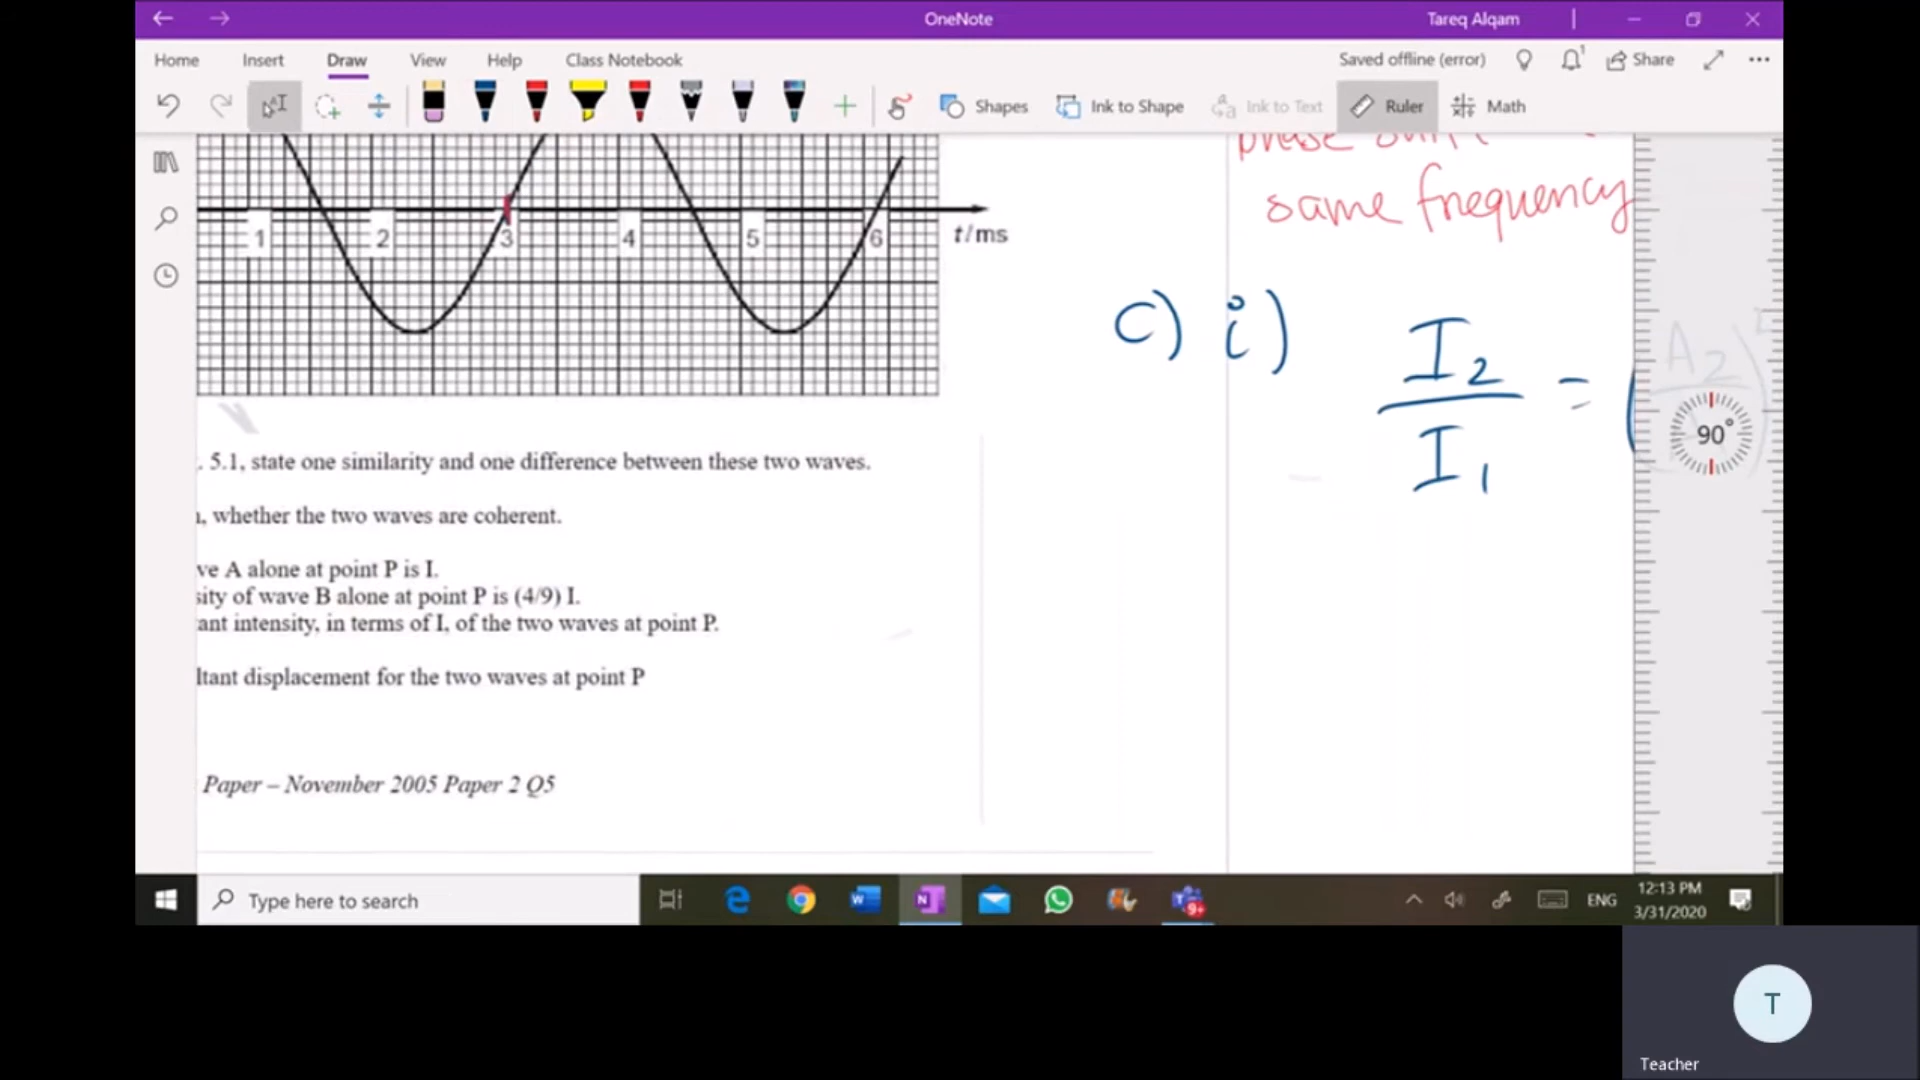 OneNote
Tareq Alqam
Home Insert Draw View Help Class Notebook
Saved offline (error) 1 Share
Shapes Ink to Shape Ink to Text Ruler Math
phase shift
same frequency
1 2 3 4 5 6 t/ms
c) i) I2 / I1 = (
A2
90°
. 5.1, state one similarity and one difference between these two waves.
, whether the two waves are coherent.
ve A alone at point P is I.
sity of wave B alone at point P is (4/9) I.
ant intensity, in terms of I, of the two waves at point P.
ltant displacement for the two waves at point P
Paper – November 2005 Paper 2 Q5
Type here to search
W N T 9+
ENG
12:13 PM
3/31/2020
T
Teacher